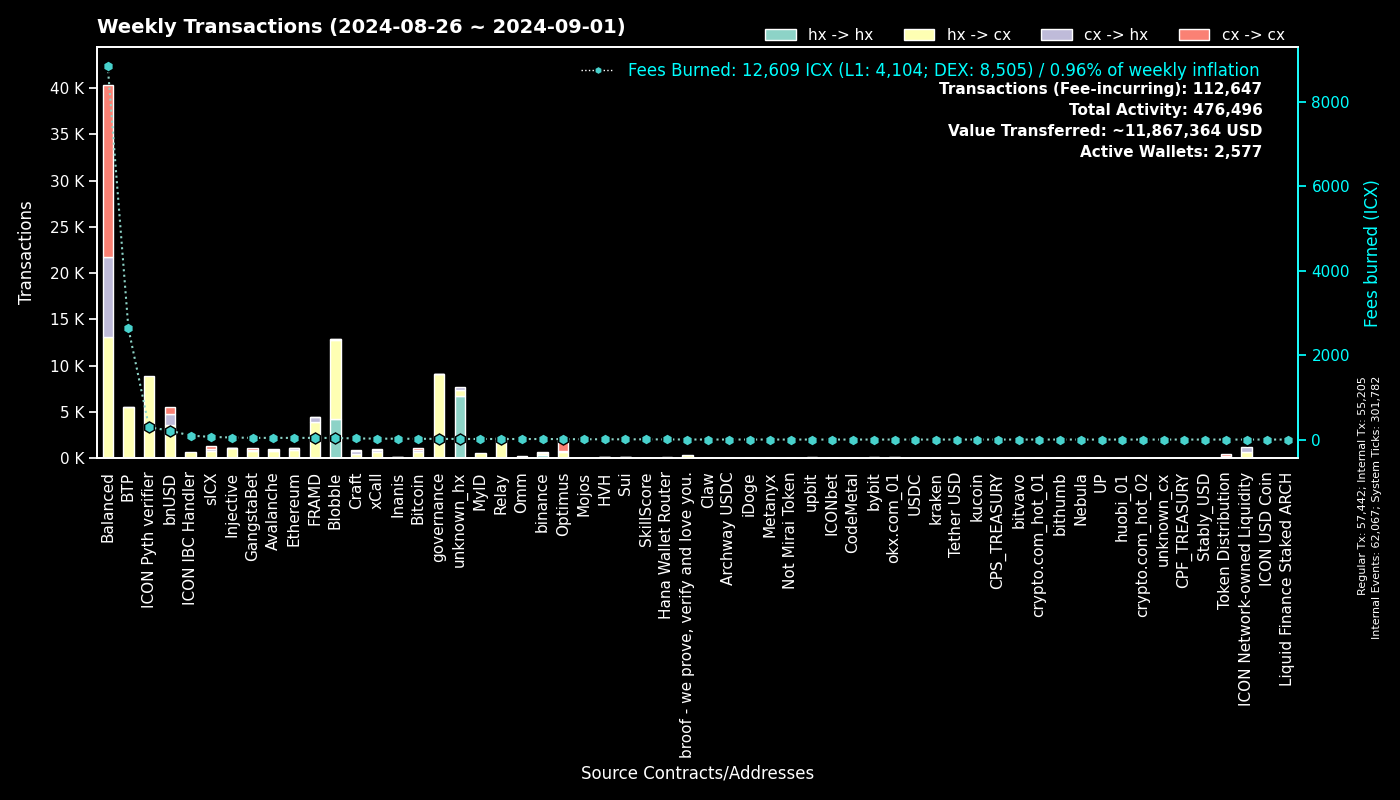 Weekly Transactions (2024-08-26 ~ 2024-09-01)
hx -> hx
hx -> cx
cx -> hx
cx -> cx
Fees Burned: 12,609 ICX (L1: 4,104; DEX: 8,505) / 0.96% of weekly inflation
Transactions (Fee-incurring): 112,647
Total Activity: 476,496
Value Transferred: ~11,867,364 USD
Active Wallets: 2,577
Transactions
40 K
35 K
30 K
25 K
20 K
15 K
10 K
5 K
0 K
8000
6000
4000
2000
0
Fees burned (ICX)
Regular Tx: 57,442; Internal Tx: 55,205
Internal Events: 62,067; System Ticks: 301,782
Balanced
BTP
ICON Pyth verifier
bnUSD
ICON IBC Handler
sICX
Injective
GangstaBet
Avalanche
Ethereum
FRAMD
Blobble
Craft
xCall
Inanis
Bitcoin
governance
unknown_hx
MyID
Relay
Omm
binance
Optimus
Mojos
HVH
Sui
SkillScore
Hana Wallet Router
broof - we prove, verify and love you.
Claw
Archway USDC
iDoge
Metanyx
Not Mirai Token
upbit
ICONbet
CodeMetal
bybit
okx.com_01
USDC
kraken
Tether USD
kucoin
CPS_TREASURY
bitvavo
crypto.com_hot_01
bithumb
Nebula
UP
huobi_01
crypto.com_hot_02
unknown_cx
CPF_TREASURY
Stably_USD
Token Distribution
ICON Network-owned Liquidity
ICON USD Coin
Liquid Finance Staked ARCH
Source Contracts/Addresses